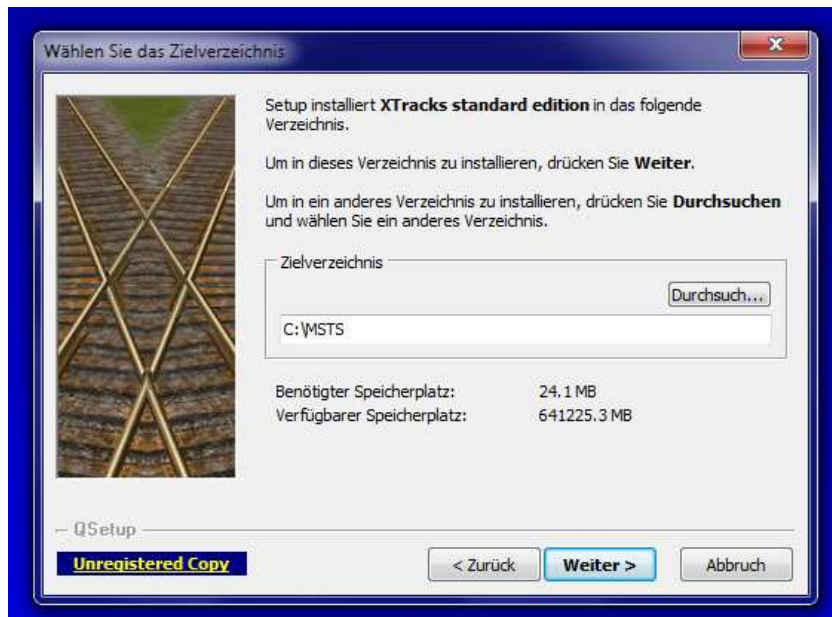 Wählen Sie das Zielverzeichnis
Setup installiert XTracks standard edition in das folgende
Verzeichnis.
Um in dieses Verzeichnis zu installieren, drücken Sie Weiter.
Um in ein anderes Verzeichnis zu installieren, drücken Sie Durchsuchen
und wählen Sie ein anderes Verzeichnis.
Zielverzeichnis
Durchsuch...
C:\MSTS
Benötigter Speicherplatz: 24.1 MB
Verfügbarer Speicherplatz: 641225.3 MB
QSetup
Unregistered Copy
< Zurück
Weiter >
Abbruch